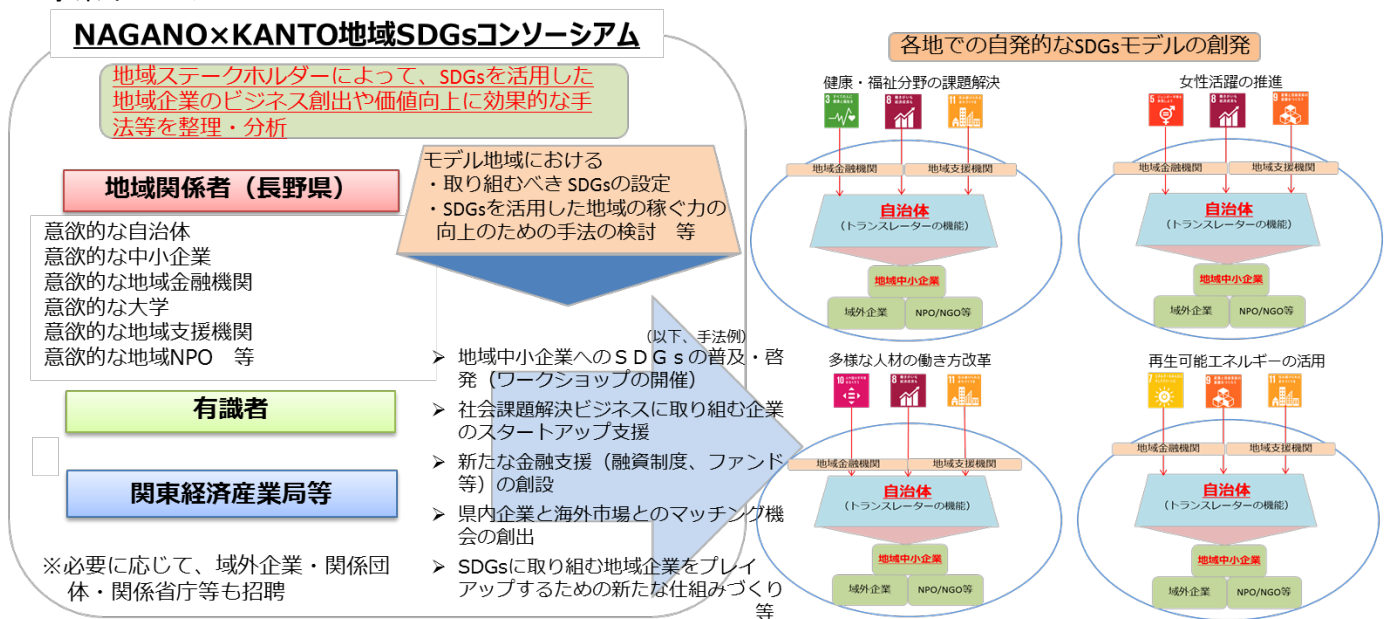 NAGANO×KANTO地域SDGsコンソーシアム
地域ステークホルダーによって、SDGsを活用した
地域企業のビジネス創出や価値向上に効果的な手
法等を整理・分析
地域関係者（長野県）
意欲的な自治体
意欲的な中小企業
意欲的な地域金融機関
意欲的な大学
意欲的な地域支援機関
意欲的な地域NPO　等
有識者
関東経済産業局等
※必要に応じて、域外企業・関係団
体・関係省庁等も招聘
モデル地域における
・取り組むべき SDGsの設定
・SDGsを活用した地域の稼ぐ力の
向上のための手法の検討　等
（以下、手法例）
➢ 地域中小企業へのＳＤＧｓの普及・啓
発（ワークショップの開催）
➢ 社会課題解決ビジネスに取り組む企業
のスタートアップ支援
➢ 新たな金融支援（融資制度、ファンド
等）の創設
➢ 県内企業と海外市場とのマッチング機
会の創出
➢ SDGsに取り組む地域企業をプレイ
アップするための新たな仕組みづくり
等
各地での自発的なSDGsモデルの創発
健康・福祉分野の課題解決
3
8
11
地域金融機関
地域支援機関
自治体
（トランスレーターの機能）
地域中小企業
域外企業
NPO/NGO等
女性活躍の推進
5
8
9
地域金融機関
地域支援機関
自治体
（トランスレーターの機能）
地域中小企業
域外企業
NPO/NGO等
多様な人材の働き方改革
10
8
11
地域金融機関
地域支援機関
自治体
（トランスレーターの機能）
地域中小企業
域外企業
NPO/NGO等
再生可能エネルギーの活用
7
9
11
地域金融機関
地域支援機関
自治体
（トランスレーターの機能）
地域中小企業
域外企業
NPO/NGO等